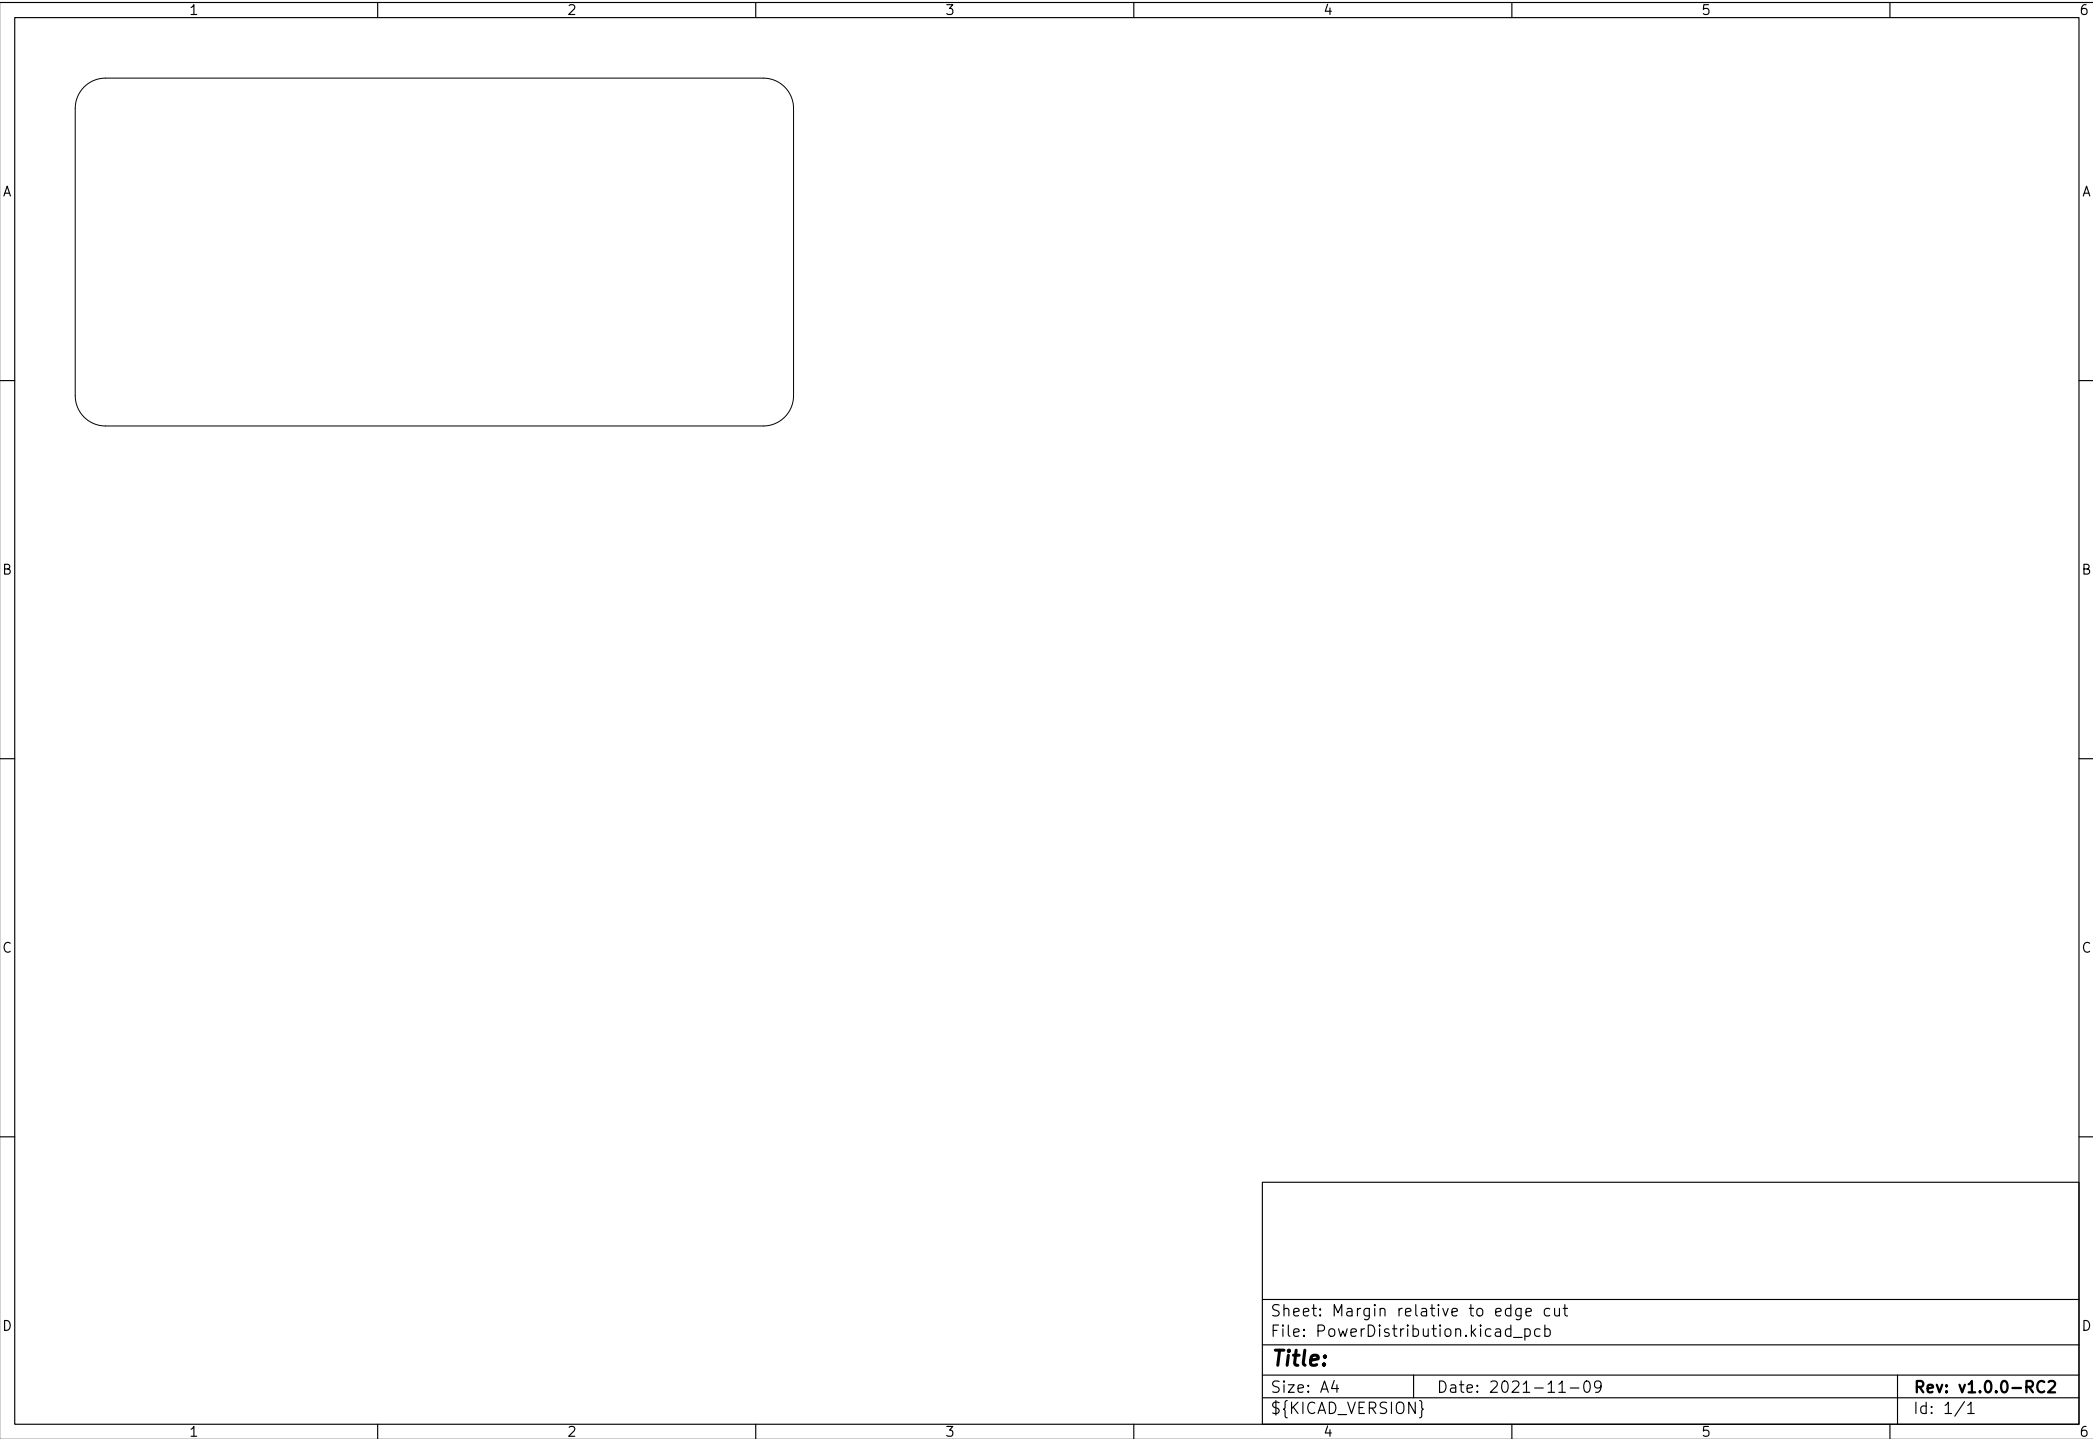 1 2 3 4 5 6
A A
B B
C C
D D
Sheet: Margin relative to edge cut
File: PowerDistribution.kicad_pcb
Title:
Size: A4 Date: 2021-11-09 Rev: v1.0.0-RC2
${KICAD_VERSION} Id: 1/1
1 2 3 4 5 6